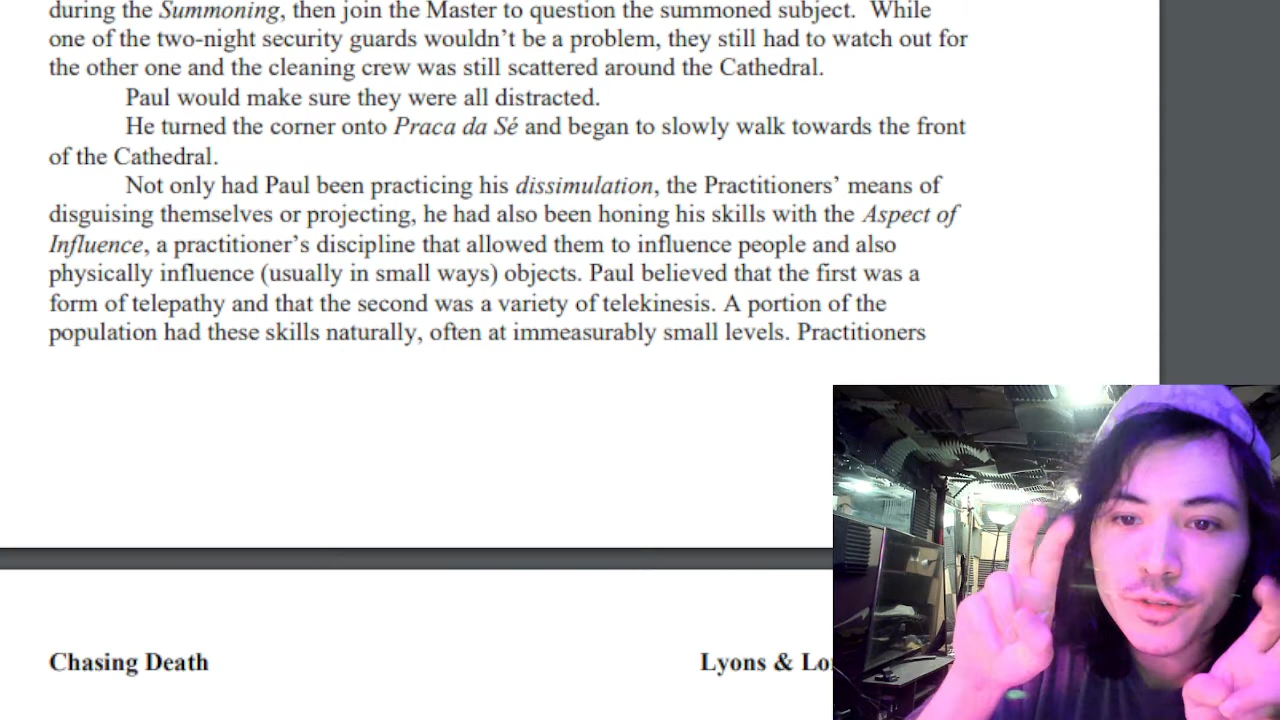 during the Summoning, then join the Master to question the summoned subject.  While
one of the two-night security guards wouldn’t be a problem, they still had to watch out for
the other one and the cleaning crew was still scattered around the Cathedral.
Paul would make sure they were all distracted.
He turned the corner onto Praca da Sé and began to slowly walk towards the front
of the Cathedral.
Not only had Paul been practicing his dissimulation, the Practitioners’ means of
disguising themselves or projecting, he had also been honing his skills with the Aspect of
Influence, a practitioner’s discipline that allowed them to influence people and also
physically influence (usually in small ways) objects. Paul believed that the first was a
form of telepathy and that the second was a variety of telekinesis. A portion of the
population had these skills naturally, often at immeasurably small levels. Practitioners
Chasing Death
Lyons & Lo